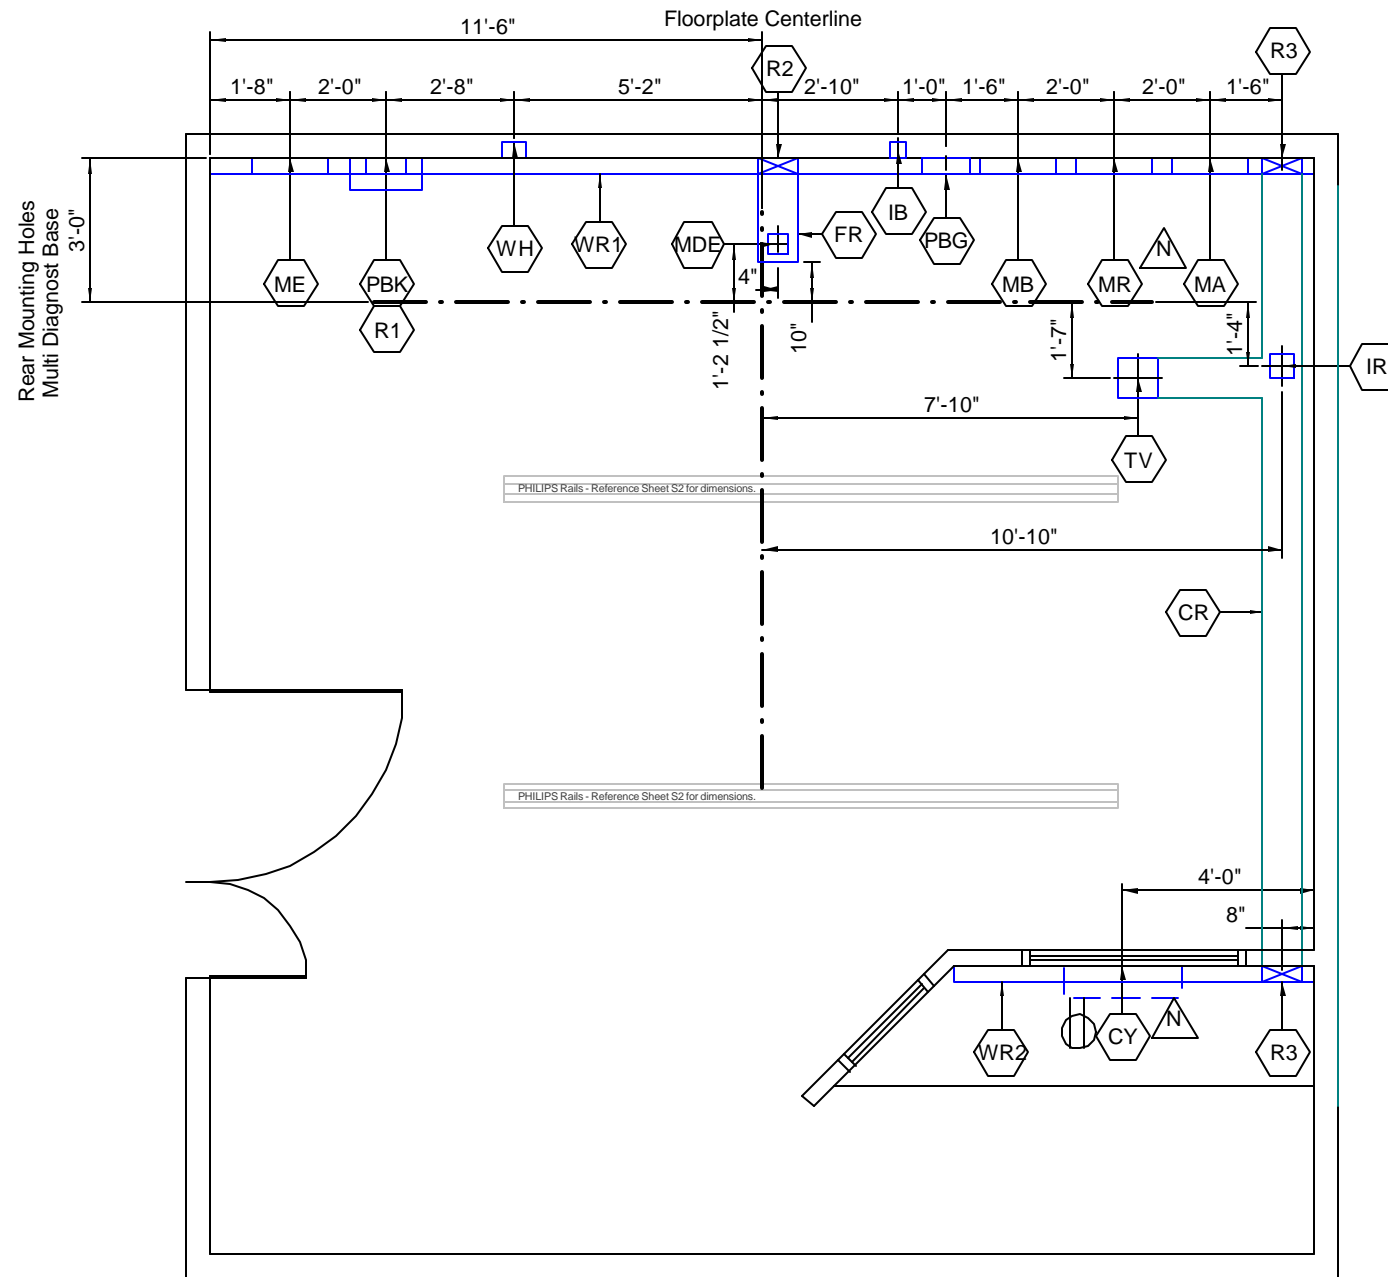 Floorplate Centerline
11'-6"
R2
R3
1'-8"
2'-0"
2'-8"
5'-2"
2'-10"
1'-0"
1'-6"
2'-0"
2'-0"
1'-6"
Rear Mounting Holes
Multi Diagnost Base
3'-0"
ME
PBK
R1
WH
WR1
MDE
FR
IB
PBG
MB
MR
N
MA
4"
1'-2 1/2"
10"
1'-7"
1'-4"
IR
7'-10"
TV
PHILIPS Rails - Reference Sheet S2 for dimensions.
10'-10"
CR
PHILIPS Rails - Reference Sheet S2 for dimensions.
4'-0"
8"
WR2
CY
N
R3